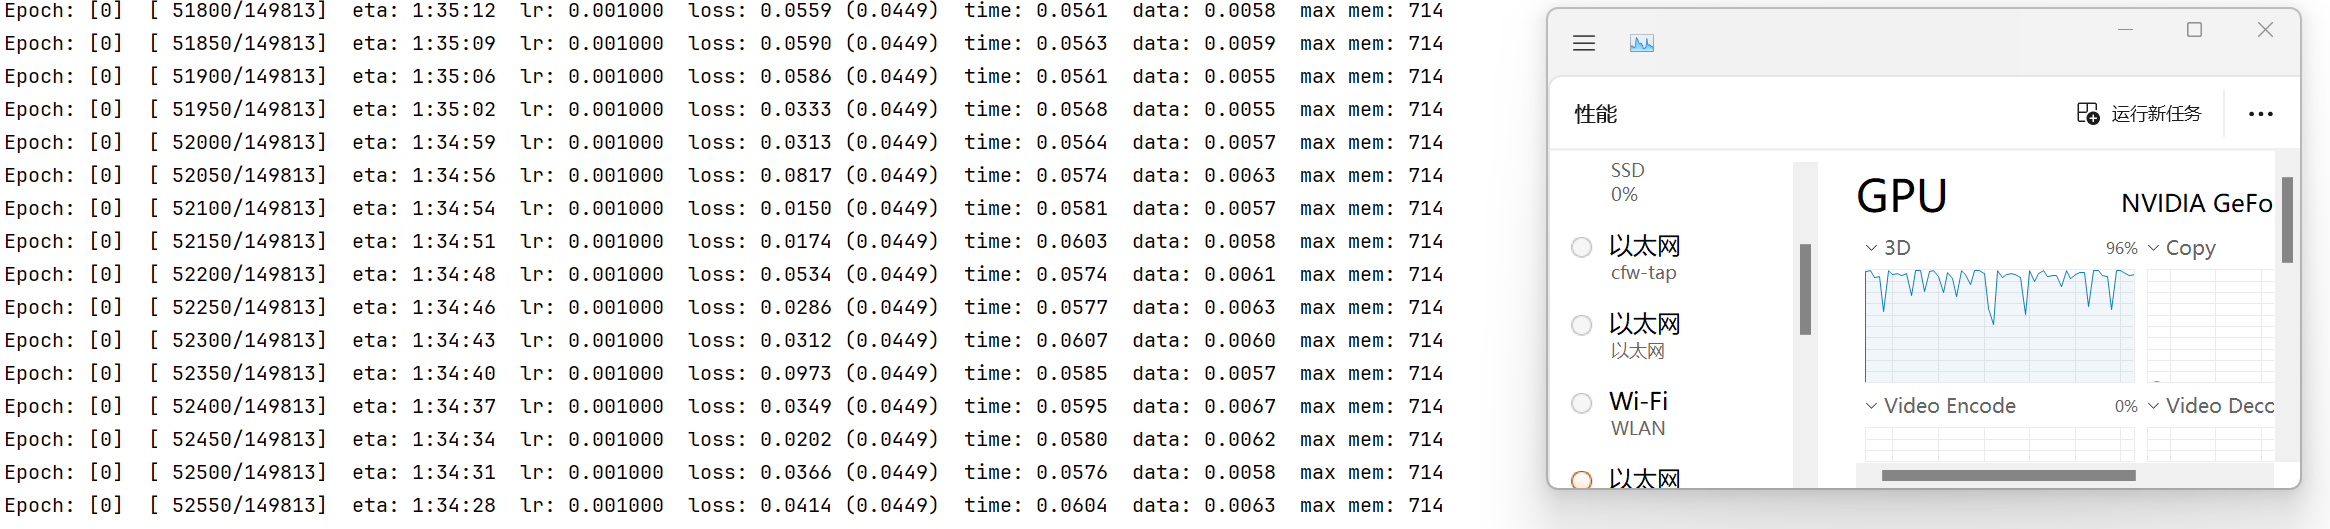 Epoch: [0]  [ 51800/149813]  eta: 1:35:12  lr: 0.001000  loss: 0.0559 (0.0449)  time: 0.0561  data: 0.0058  max mem: 714
Epoch: [0]  [ 51850/149813]  eta: 1:35:09  lr: 0.001000  loss: 0.0590 (0.0449)  time: 0.0563  data: 0.0059  max mem: 714
Epoch: [0]  [ 51900/149813]  eta: 1:35:06  lr: 0.001000  loss: 0.0586 (0.0449)  time: 0.0561  data: 0.0055  max mem: 714
Epoch: [0]  [ 51950/149813]  eta: 1:35:02  lr: 0.001000  loss: 0.0333 (0.0449)  time: 0.0568  data: 0.0055  max mem: 714
Epoch: [0]  [ 52000/149813]  eta: 1:34:59  lr: 0.001000  loss: 0.0313 (0.0449)  time: 0.0564  data: 0.0057  max mem: 714
Epoch: [0]  [ 52050/149813]  eta: 1:34:56  lr: 0.001000  loss: 0.0817 (0.0449)  time: 0.0574  data: 0.0063  max mem: 714
Epoch: [0]  [ 52100/149813]  eta: 1:34:54  lr: 0.001000  loss: 0.0150 (0.0449)  time: 0.0581  data: 0.0057  max mem: 714
Epoch: [0]  [ 52150/149813]  eta: 1:34:51  lr: 0.001000  loss: 0.0174 (0.0449)  time: 0.0603  data: 0.0058  max mem: 714
Epoch: [0]  [ 52200/149813]  eta: 1:34:48  lr: 0.001000  loss: 0.0534 (0.0449)  time: 0.0574  data: 0.0061  max mem: 714
Epoch: [0]  [ 52250/149813]  eta: 1:34:46  lr: 0.001000  loss: 0.0286 (0.0449)  time: 0.0577  data: 0.0063  max mem: 714
Epoch: [0]  [ 52300/149813]  eta: 1:34:43  lr: 0.001000  loss: 0.0312 (0.0449)  time: 0.0607  data: 0.0060  max mem: 714
Epoch: [0]  [ 52350/149813]  eta: 1:34:40  lr: 0.001000  loss: 0.0973 (0.0449)  time: 0.0585  data: 0.0057  max mem: 714
Epoch: [0]  [ 52400/149813]  eta: 1:34:37  lr: 0.001000  loss: 0.0349 (0.0449)  time: 0.0595  data: 0.0067  max mem: 714
Epoch: [0]  [ 52450/149813]  eta: 1:34:34  lr: 0.001000  loss: 0.0202 (0.0449)  time: 0.0580  data: 0.0062  max mem: 714
Epoch: [0]  [ 52500/149813]  eta: 1:34:31  lr: 0.001000  loss: 0.0366 (0.0449)  time: 0.0576  data: 0.0058  max mem: 714
Epoch: [0]  [ 52550/149813]  eta: 1:34:28  lr: 0.001000  loss: 0.0414 (0.0449)  time: 0.0604  data: 0.0063  max mem: 714
性能
运行新任务
SSD
0%
以太网
cfw-tap
以太网
以太网
Wi-Fi
WLAN
以太网
GPU
NVIDIA GeFo
3D 96%
Copy
Video Encode 0%
Video Deco